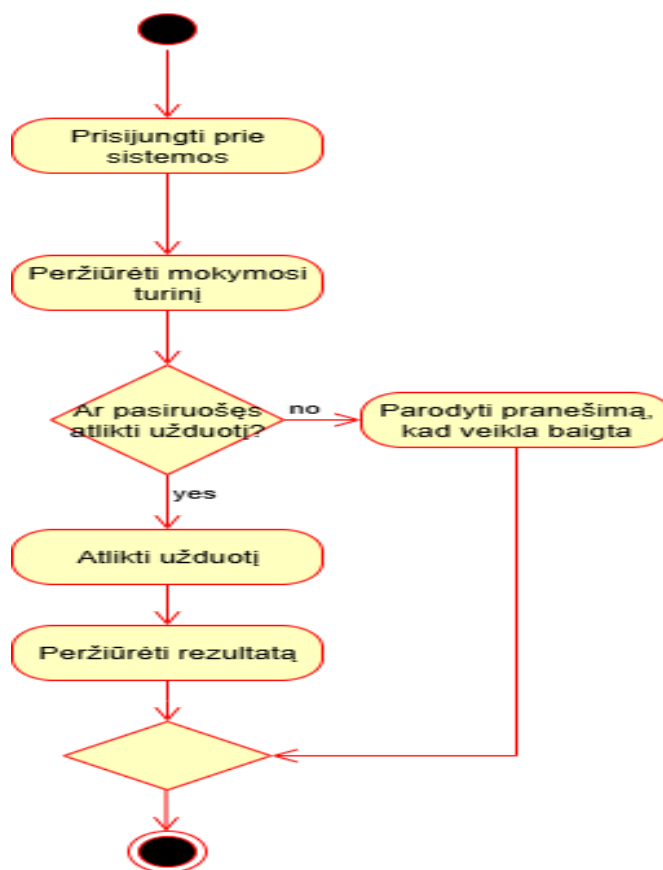 Prisijungti prie
sistemos
Peržiūrėti mokymosi
turinį
Ar pasiruošęs
atlikti užduotį?
no
Parodyti pranešimą,
kad veikla baigta
yes
Atlikti užduotį
Peržiūrėti rezultatą